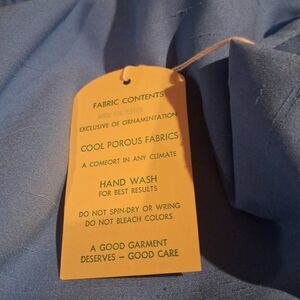 FABRIC CONTENTS
EXCLUSIVE OF ORNAMENTATION
COOL POROUS FABRICS
A COMFORT IN ANY CLIMATE
HAND WASH
FOR BEST RESULTS
DO NOT SPIN-DRY OR WRING
DO NOT BLEACH COLORS
A GOOD GARMENT
DESERVES – GOOD CARE